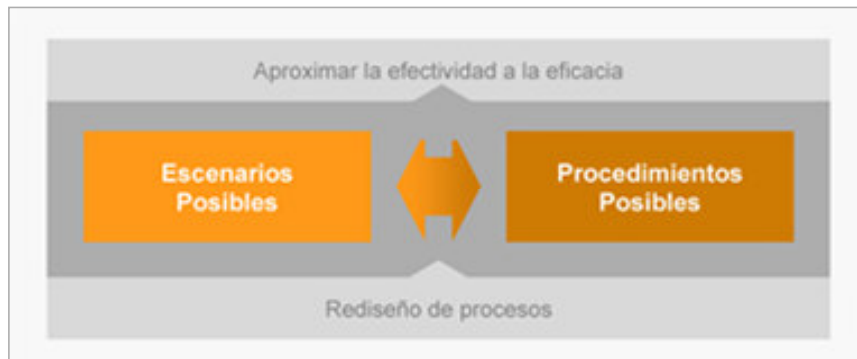 Aproximar la efectividad a la eficacia
Escenarios
Posibles
Procedimientos
Posibles
Rediseño de procesos